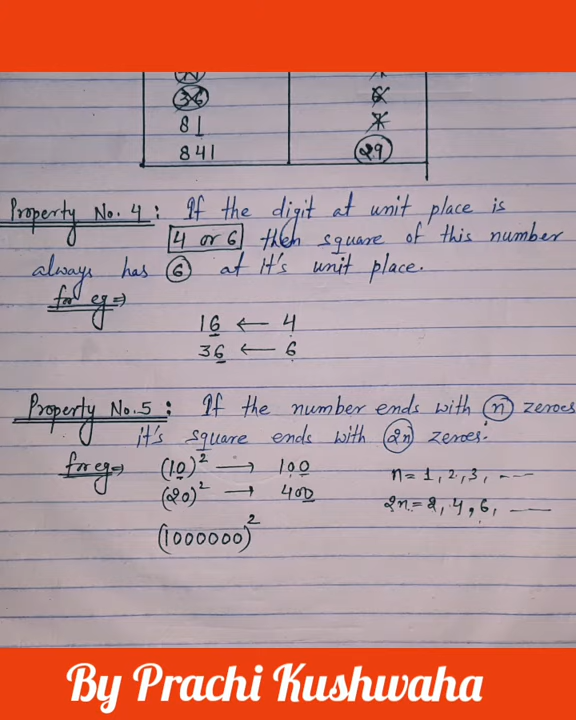 36 6
81 7
841 29
Property No. 4 : If the digit at unit place is
4 or 6 then square of this number
always has 6 at it's unit place.
for eg ⇒
16 ← 4
36 ← 6
Property No. 5 : If the number ends with n zeroes
it's square ends with 2n zeroes.
for eg ⇒ (10)² → 100 n = 1, 2, 3, ----
(20)² → 400 2n = 2, 4, 6, ----
(1000000)²
By Prachi Kushwaha